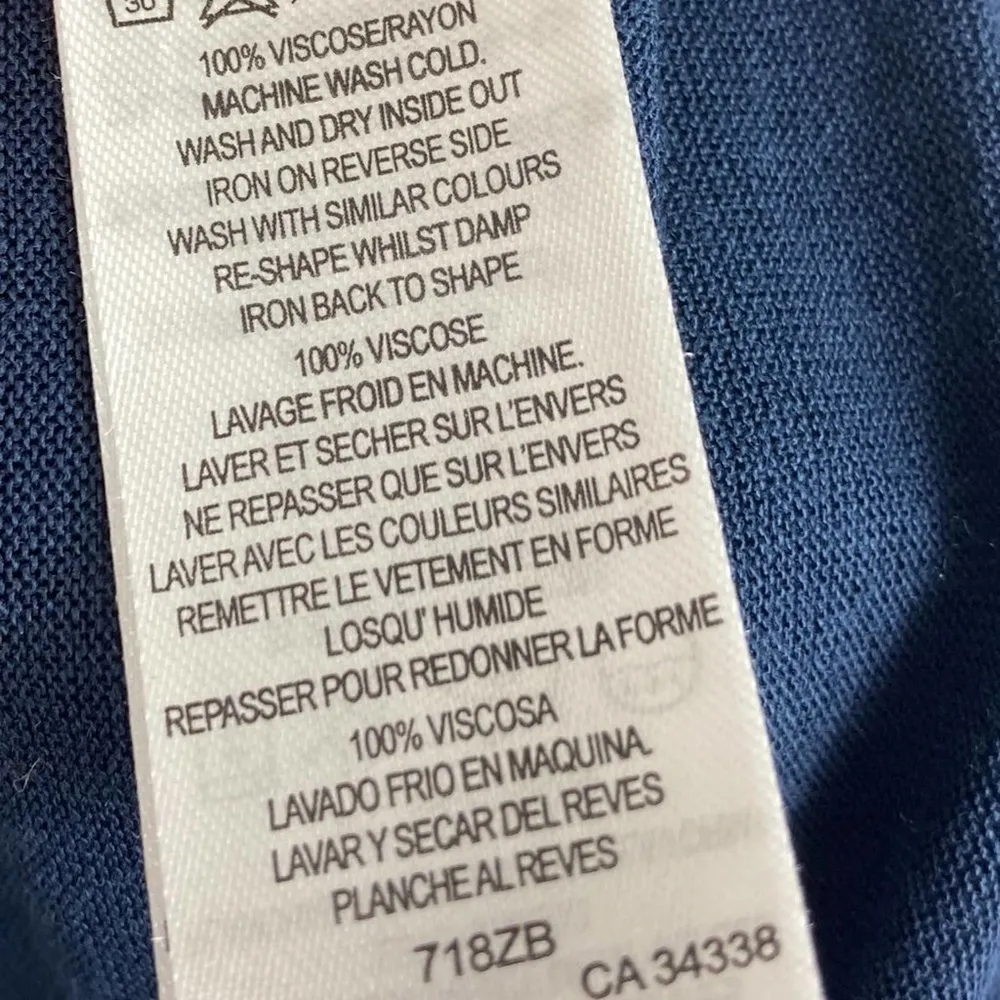 30
100% VISCOSE/RAYON
MACHINE WASH COLD.
WASH AND DRY INSIDE OUT
IRON ON REVERSE SIDE
WASH WITH SIMILAR COLOURS
RE-SHAPE WHILST DAMP
IRON BACK TO SHAPE
100% VISCOSE
LAVAGE FROID EN MACHINE.
LAVER ET SECHER SUR L'ENVERS
NE REPASSER QUE SUR L'ENVERS
LAVER AVEC LES COULEURS SIMILAIRES
REMETTRE LE VETEMENT EN FORME
LOSQU' HUMIDE
REPASSER POUR REDONNER LA FORME
100% VISCOSA
LAVADO FRIO EN MAQUINA.
LAVAR Y SECAR DEL REVES
PLANCHE AL REVES
718ZB
CA 34338